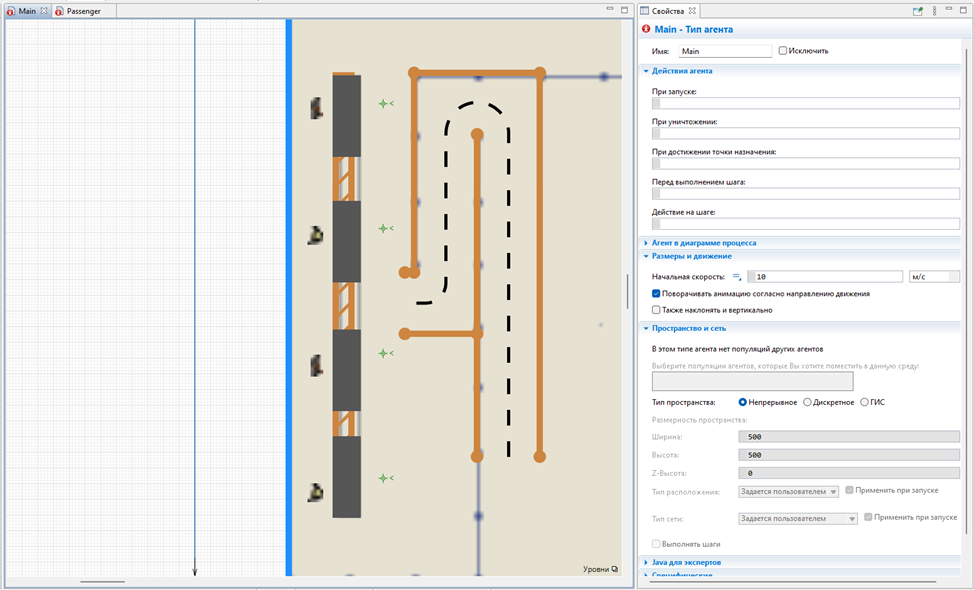 Main
Passenger
Уровни
Свойства
Main - Тип агента
Имя: Main Исключить
Действия агента
При запуске:
При уничтожении:
При достижении точки назначения:
Перед выполнением шага:
Действие на шаге:
Агент в диаграмме процесса
Размеры и движение
Начальная скорость: 10 м/с
Поворачивать анимацию согласно направлению движения
Также наклонять и вертикально
Пространство и сеть
В этом типе агента нет популяций других агентов
Выберите популяции агентов, которые Вы хотите поместить в данную среду:
Тип пространства: Непрерывное Дискретное ГИС
Размерность пространства:
Ширина: 500
Высота: 500
Z-Высота: 0
Тип расположения: Задается пользователем Применить при запуске
Тип сети: Задается пользователем Применить при запуске
Выполнять шаги
Java для экспертов
Специфические